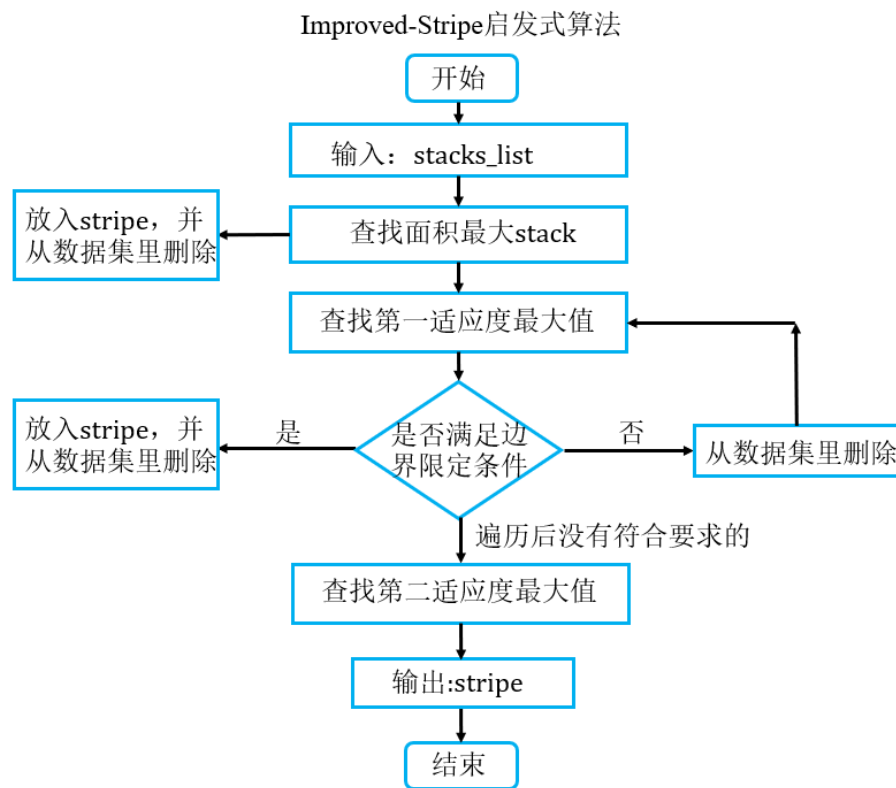 Improved-Stripe启发式算法
开始
输入：stacks_list
放入stripe，并
从数据集里删除
查找面积最大stack
查找第一适应度最大值
放入stripe，并
从数据集里删除
是
是否满足边
界限定条件
否
从数据集里删除
遍历后没有符合要求的
查找第二适应度最大值
输出:stripe
结束